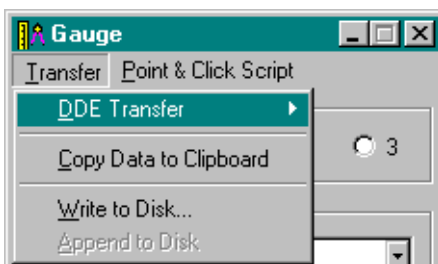 Gauge
Transfer Point & Click Script
DDE Transfer
3
Copy Data to Clipboard
Write to Disk...
Append to Disk